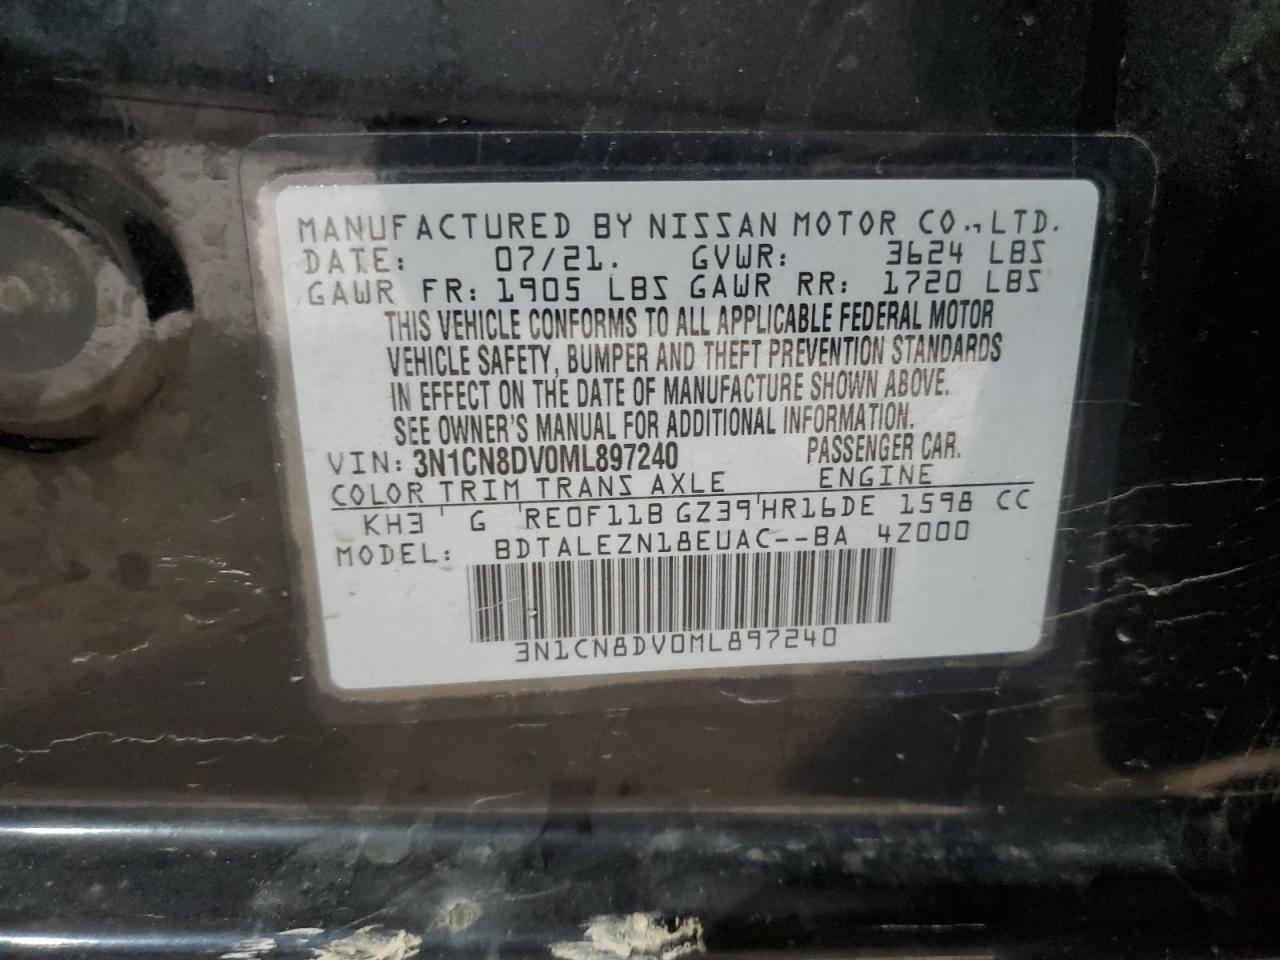 MANUFACTURED BY NISSAN MOTOR CO., LTD.
DATE: 07/21. GVWR: 3624 LBS
GAWR FR: 1905 LBS GAWR RR: 1720 LBS
THIS VEHICLE CONFORMS TO ALL APPLICABLE FEDERAL MOTOR
VEHICLE SAFETY, BUMPER AND THEFT PREVENTION STANDARDS
IN EFFECT ON THE DATE OF MANUFACTURE SHOWN ABOVE.
SEE OWNER'S MANUAL FOR ADDITIONAL INFORMATION.
VIN: 3N1CN8DV0ML897240 PASSENGER CAR.
COLOR TRIM TRANS AXLE ENGINE
KH3 ' G ' RE0F11B GZ39 ' HR16DE 1598 CC
MODEL: BDTALEZN18EUAC--BA 4Z000
3N1CN8DV0ML897240